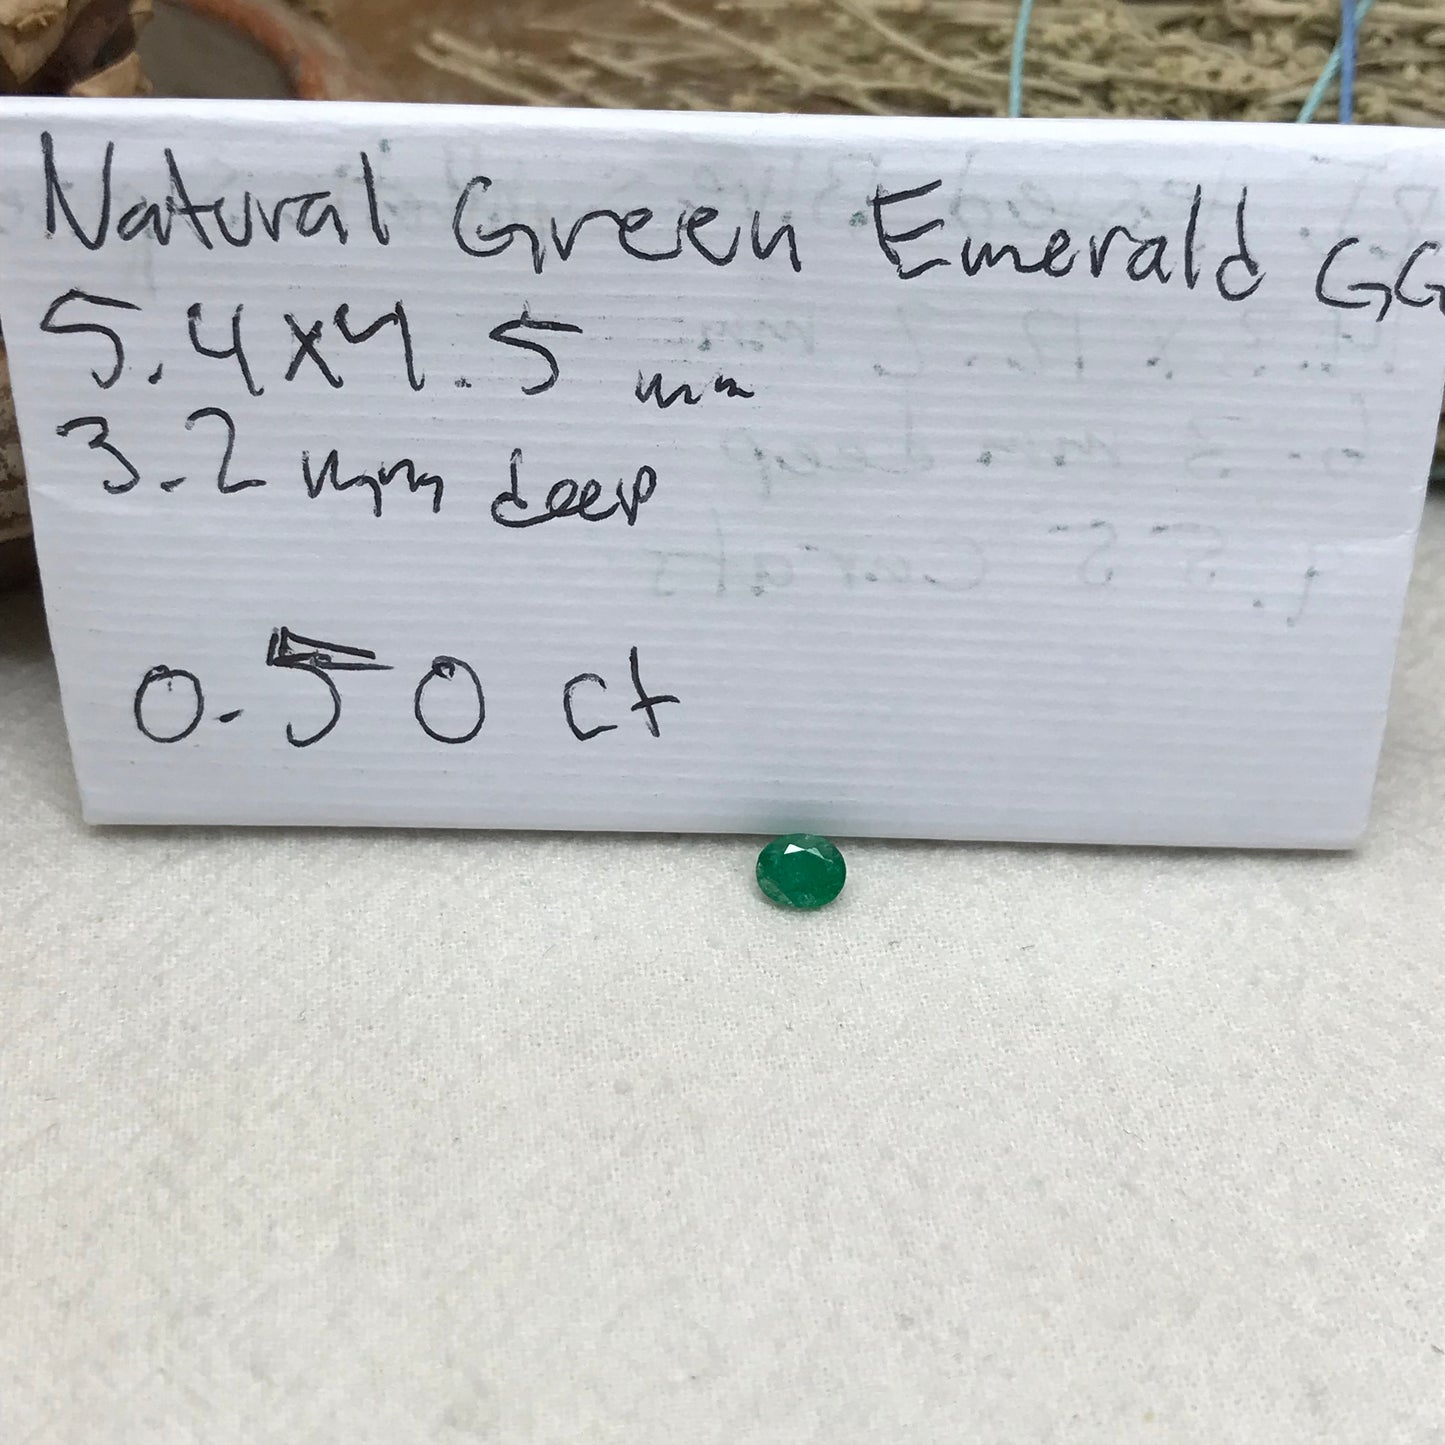 Natural Green Emerald GG
5.4x4.5 mm
3.2 mm deep
0.50 ct